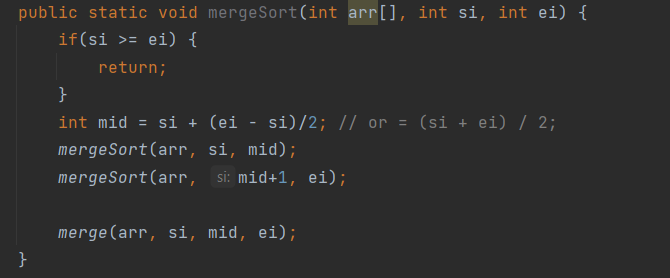 public static void mergeSort(int arr[], int si, int ei) {
if(si >= ei) {
return;
}
int mid = si + (ei - si)/2; // or = (si + ei) / 2;
mergeSort(arr, si, mid);
mergeSort(arr, si: mid+1, ei);
merge(arr, si, mid, ei);
}